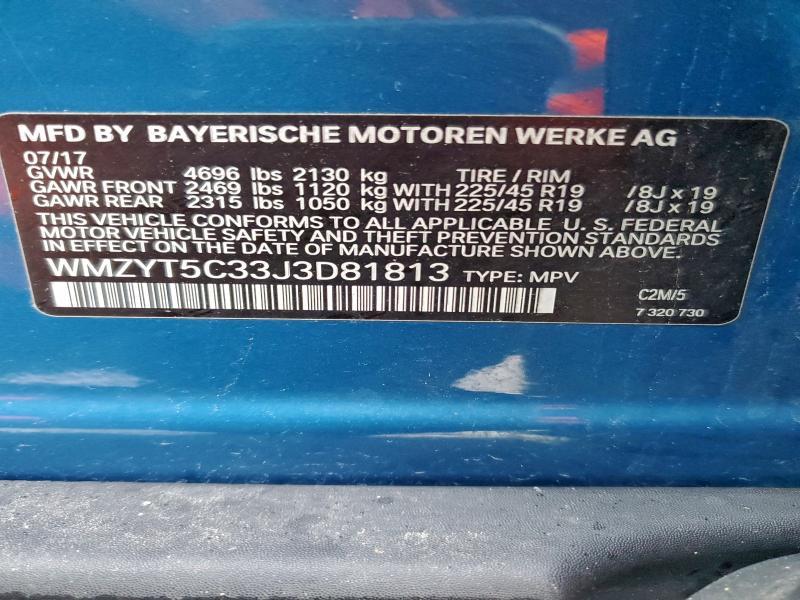 MFD BY BAYERISCHE MOTOREN WERKE AG
07/17
GVWR 4696 lbs 2130 kg TIRE / RIM
GAWR FRONT 2469 lbs 1120 kg WITH 225/45 R19 /8J x 19
GAWR REAR 2315 lbs 1050 kg WITH 225/45 R19 /8J x 19
THIS VEHICLE CONFORMS TO ALL APPLICABLE U. S. FEDERAL
MOTOR VEHICLE SAFETY AND THEFT PREVENTION STANDARDS
IN EFFECT ON THE DATE OF MANUFACTURE SHOWN ABOVE.
WMZYT5C33J3D81813 TYPE: MPV
C2M/5
7 320 730